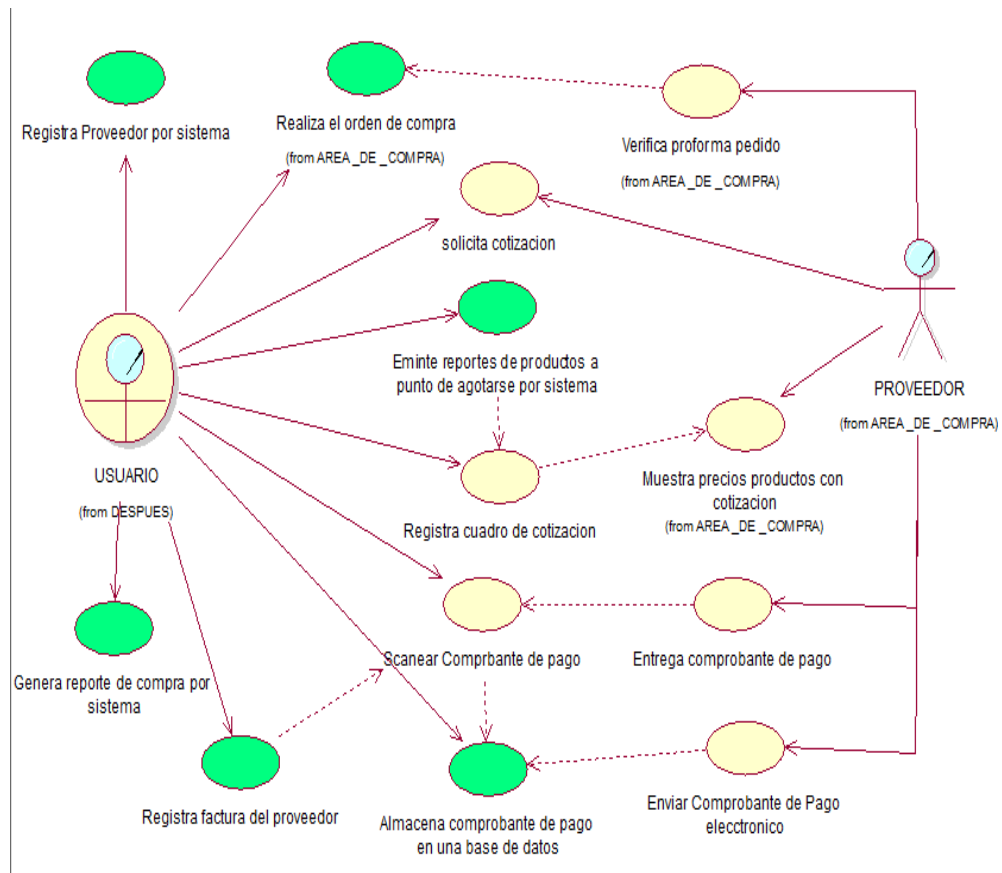 Registra Proveedor por sistema
Realiza el orden de compra
(from AREA_DE_COMPRA)
Verifica proforma pedido
(from AREA_DE_COMPRA)
solicita cotizacion
Eminte reportes de productos a
punto de agotarse por sistema
PROVEEDOR
(from AREA_DE_COMPRA)
USUARIO
(from DESPUES)
Registra cuadro de cotizacion
Muestra precios productos con
cotizacion
(from AREA_DE_COMPRA)
Scanear Comprbante de pago
Entrega comprobante de pago
Genera reporte de compra por
sistema
Registra factura del proveedor
Almacena comprobante de pago
en una base de datos
Enviar Comprobante de Pago
elecctronico